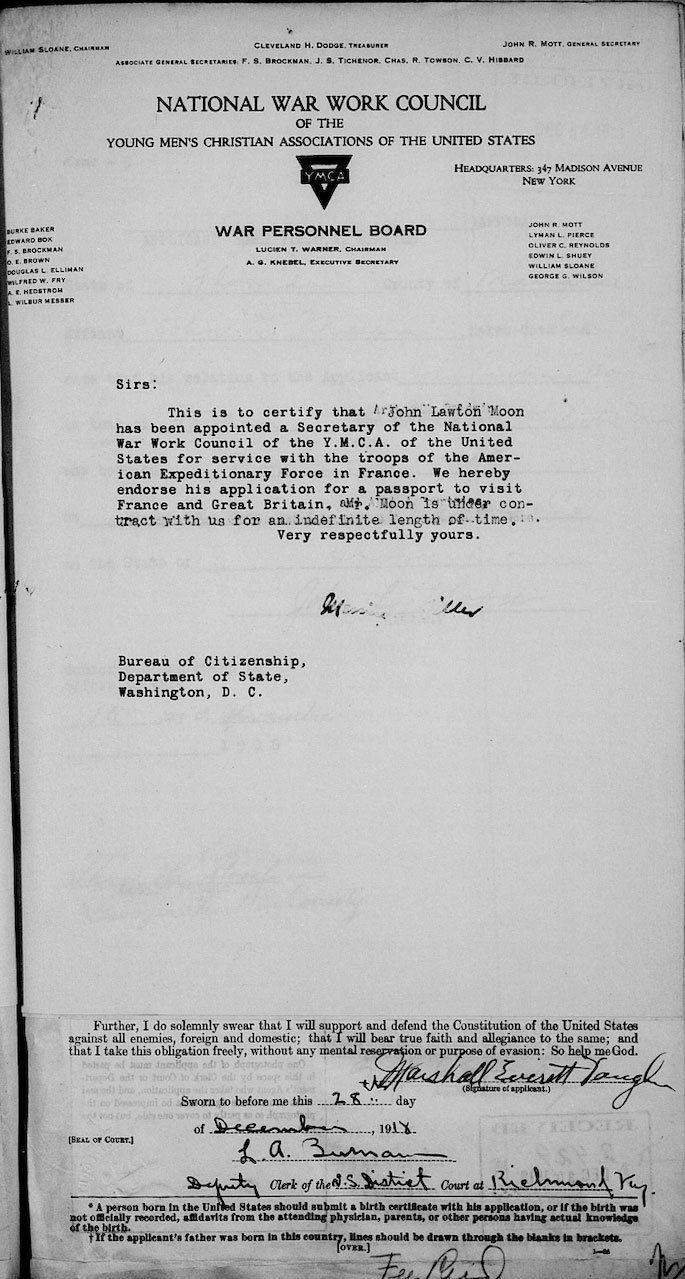 WILLIAM SLOANE, CHAIRMAN
CLEVELAND H. DODGE, TREASURER
JOHN R. MOTT, GENERAL SECRETARY
ASSOCIATE GENERAL SECRETARIES: F. S. BROCKMAN, J. S. TICHENOR, CHAS. R. TOWSON, C. V. HIBBARD
NATIONAL WAR WORK COUNCIL
OF THE
YOUNG MEN'S CHRISTIAN ASSOCIATIONS OF THE UNITED STATES
YMCA
HEADQUARTERS: 347 MADISON AVENUE
NEW YORK
WAR PERSONNEL BOARD
LUCIEN T. WARNER, CHAIRMAN
A. G. KNEBEL, EXECUTIVE SECRETARY
BURKE BAKER
EDWARD BOX
F. S. BROCKMAN
O. E. BROWN
DOUGLAS L. ELLIMAN
WILFRED W. FRY
A. E. HEDSTROM
L. WILBUR MESSER
JOHN R. MOTT
LYMAN L. PIERCE
OLIVER C. REYNOLDS
EDWIN L. SHUEY
WILLIAM SLOANE
GEORGE G. WILSON
Sirs:
This is to certify that John Lawton Moon
has been appointed a Secretary of the National
War Work Council of the Y.M.C.A. of the United
States for service with the troops of the Amer-
ican Expeditionary Force in France. We hereby
endorse his application for a passport to visit
France and Great Britain. Mr. Moon is under con-
tract with us for an indefinite length of time.
Very respectfully yours.
Bureau of Citizenship,
Department of State,
Washington, D. C.
Further, I do solemnly swear that I will support and defend the Constitution of the United States
against all enemies, foreign and domestic; that I will bear true faith and allegiance to the same; and
that I take this obligation freely, without any mental reservation or purpose of evasion: So help me God.
Marshall Everett Vaughn
(Signature of applicant.)
Sworn to before me this 28 day
of December, 1918
[SEAL OF COURT.]
L. A.
Deputy Clerk of the U.S. District Court at Richmond Ky.
* A person born in the United States should submit a birth certificate with his application, or if the birth was
not officially recorded, affidavits from the attending physician, parents, or other persons having actual knowledge
of the birth.
† If the applicant's father was born in this country, lines should be drawn through the blanks in brackets.
[OVER.]